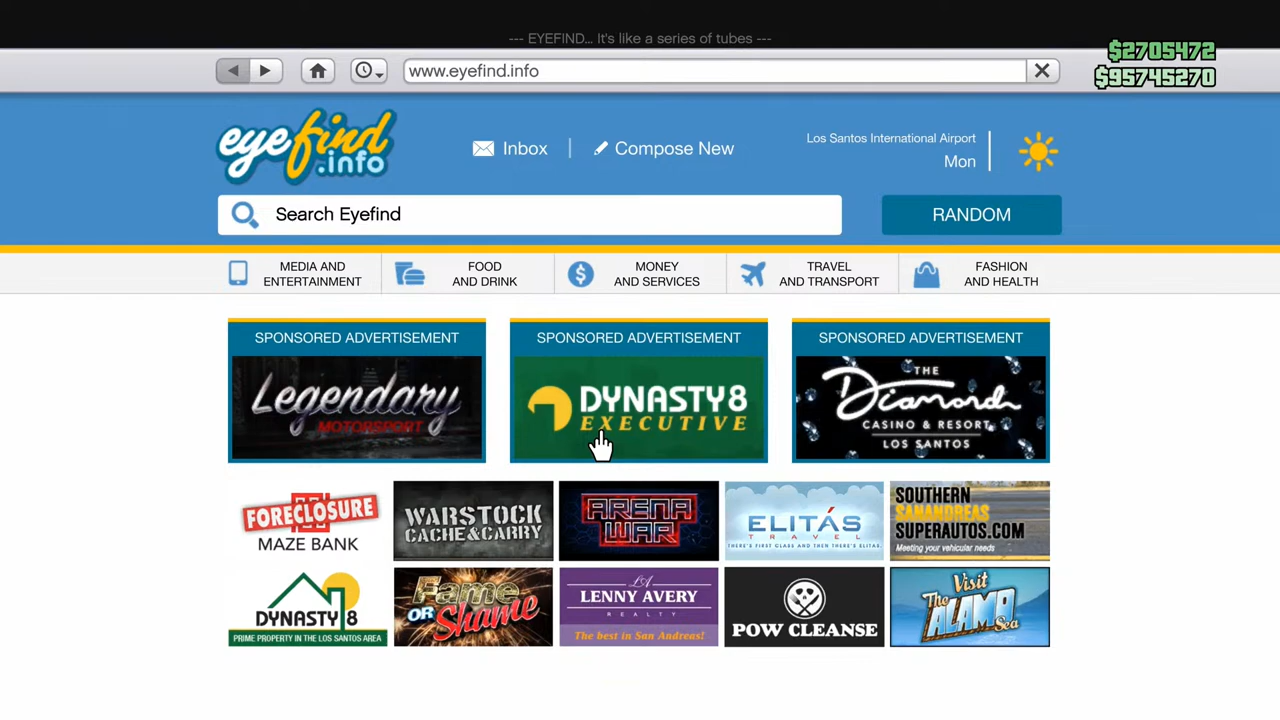 --- EYEFIND... It's like a series of tubes ---
$2705472
www.eyefind.info
$95745270
eyefind
.info
Inbox
Compose New
Los Santos International Airport
Mon
Search Eyefind
RANDOM
MEDIA AND
ENTERTAINMENT
FOOD
AND DRINK
MONEY
AND SERVICES
TRAVEL
AND TRANSPORT
FASHION
AND HEALTH
SPONSORED ADVERTISEMENT
Legendary
MOTORSPORT
SPONSORED ADVERTISEMENT
DYNASTY8
EXECUTIVE
SPONSORED ADVERTISEMENT
THE
Diamond
CASINO & RESORT
LOS SANTOS
FORECLOSURE
MAZE BANK
WARSTOCK
CACHE&CARRY
ARENA
WAR
ELITÁS
TRAVEL
THERE'S FIRST CLASS AND THEN THERE'S ELITAS.
SOUTHERN
SANANDREAS
SUPERAUTOS.COM
Meeting your vehicular needs
DYNASTY 8
PRIME PROPERTY IN THE LOS SANTOS AREA
Fame
OR Shame
LA
LENNY AVERY
REALTY
The best in San Andreas!
POW CLEANSE
Visit
The ALAMO
Sea